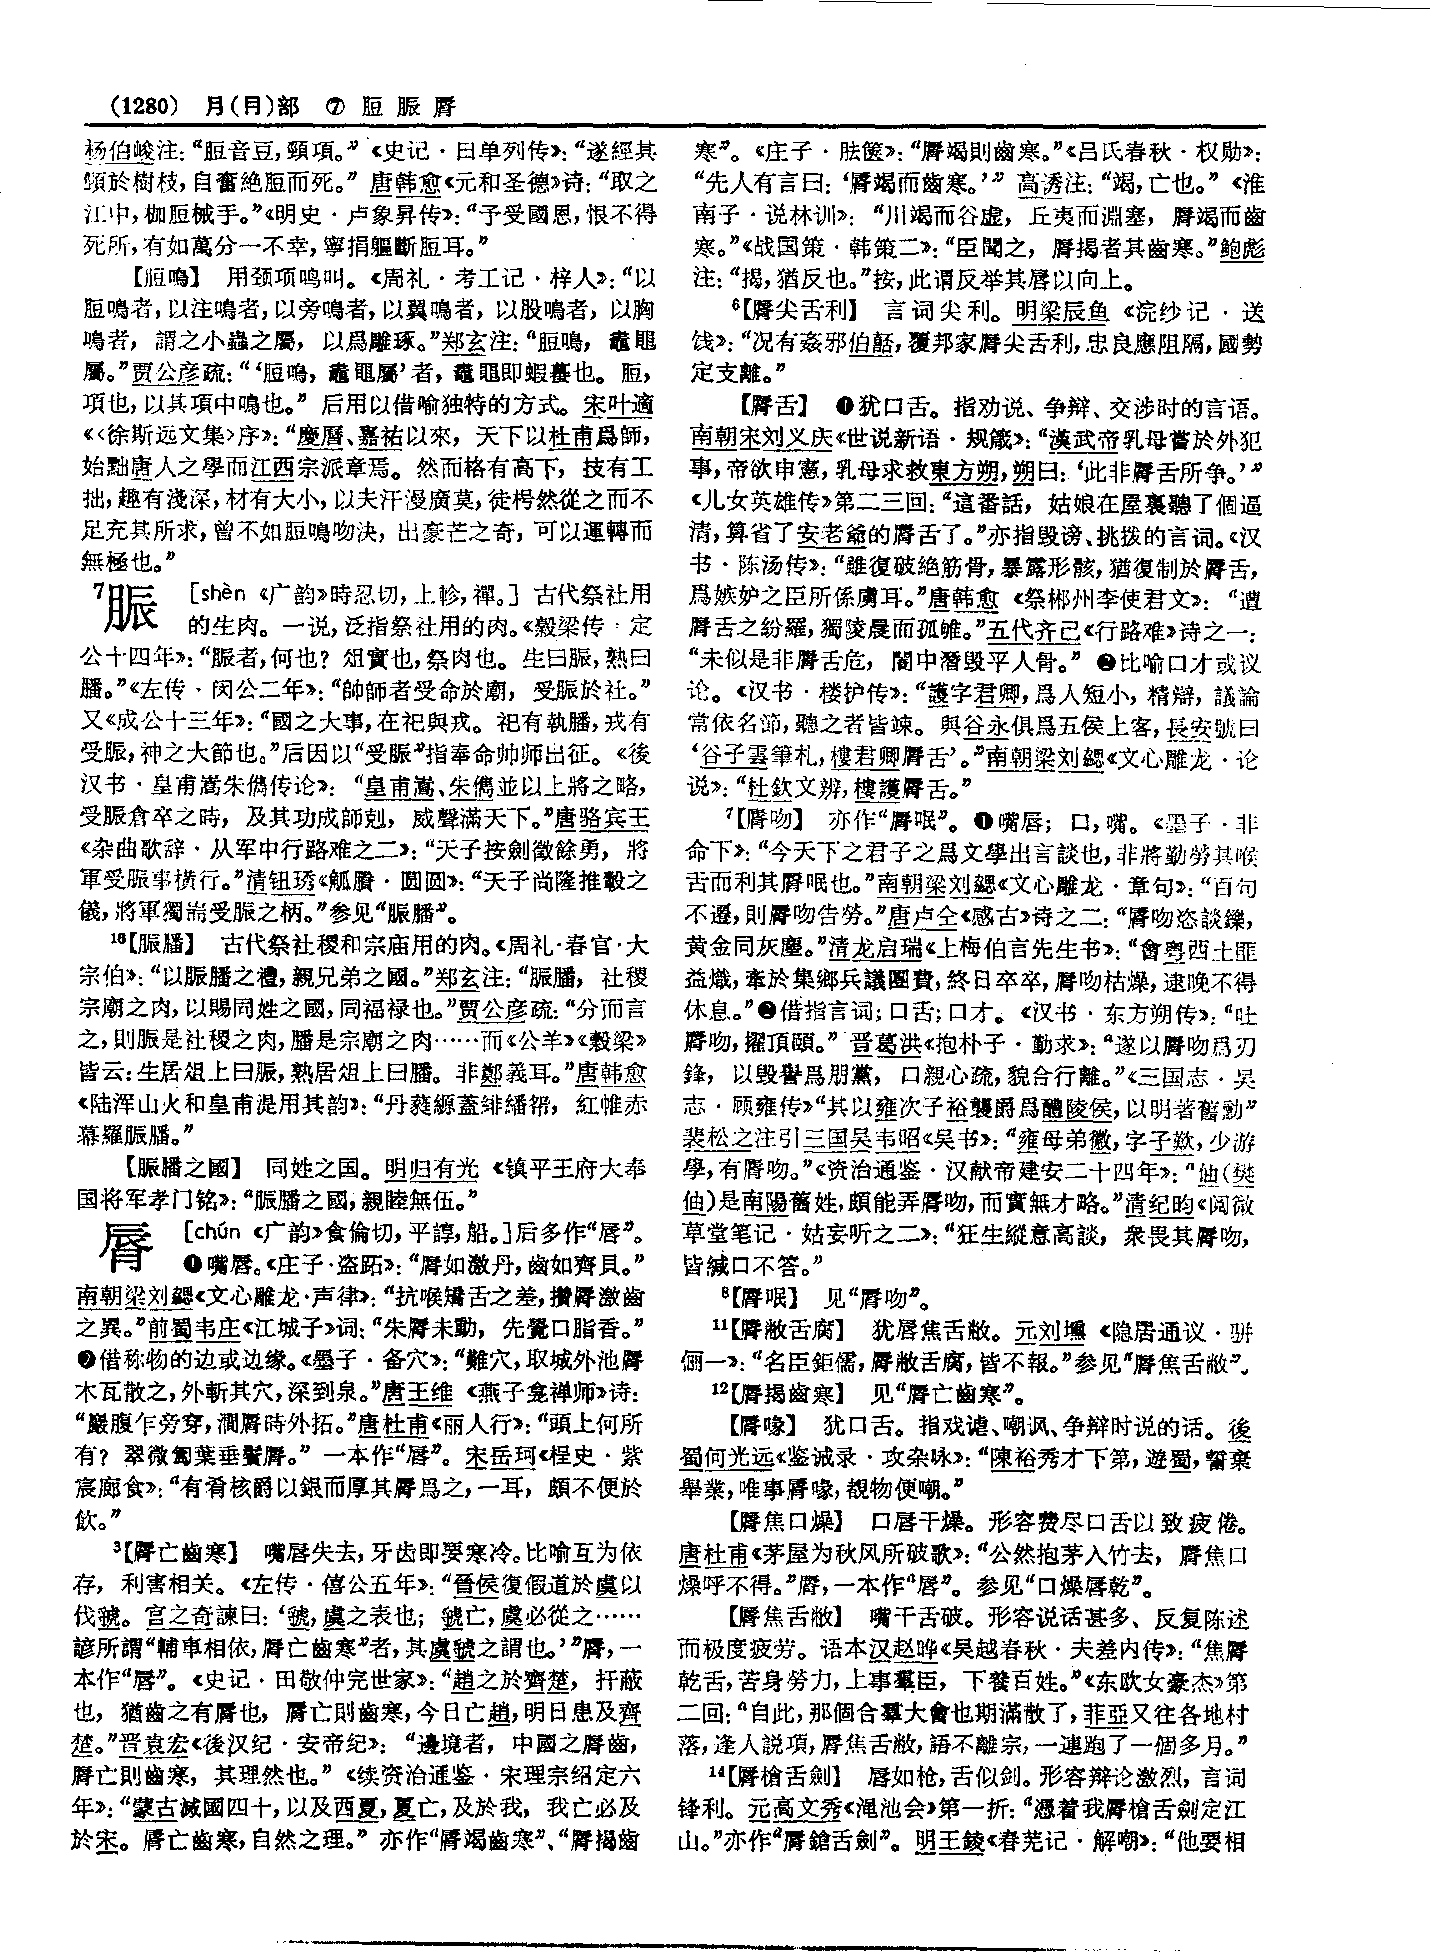 (1280) 月(⺼)部 ⑦ 脰脤脣
杨伯峻注:“脰音豆,頸項。”《史记·田单列传》:“遂經其
頸於樹枝,自奮絶脰而死。” 唐韩愈《元和圣德》诗:“取之
江中,枷脰械手。”《明史·卢象昇传》:“予受國恩,恨不得
死所,有如萬分一不幸,寧捐軀斷脰耳。”
【脰鳴】 用颈项鸣叫。《周礼·考工记·梓人》:“以
脰鳴者,以注鳴者,以旁鳴者,以翼鳴者,以股鳴者,以胸
鳴者,謂之小蟲之屬,以爲雕琢。”郑玄注:“脰鳴,鼃黽
屬。”贾公彦疏:“‘脰鳴,鼃黽屬’者,鼃黽即蝦蟇也。脰,
項也,以其項中鳴也。” 后用以借喻独特的方式。宋叶適
《〈徐斯远文集〉序》:“慶曆、嘉祐以來,天下以杜甫爲師,
始黜唐人之學而江西宗派章焉。然而格有高下,技有工
拙,趣有淺深,材有大小,以夫汗漫廣莫,徒枵然從之而不
足充其所求,曾不如脰鳴吻決,出豪芒之奇,可以運轉而
無極也。”
7脤 [shèn 《广韵》時忍切,上軫,禪。] 古代祭社用
的生肉。一说,泛指祭社用的肉。《穀梁传·定
公十四年》:“脤者,何也?俎實也,祭肉也。生曰脤,熟曰
膰。”《左传·闵公二年》:“帥師者受命於廟,受脤於社。”
又《成公十三年》:“國之大事,在祀與戎。祀有執膰,戎有
受脤,神之大節也。”后因以“受脤”指奉命帅师出征。《後
汉书·皇甫嵩朱儁传论》:“皇甫嵩、朱儁並以上將之略,
受脤倉卒之時,及其功成師剋,威聲滿天下。”唐骆宾王
《杂曲歌辞·从军中行路难之二》:“天子按劍徵餘勇,將
軍受脤事橫行。”清钮琇《觚賸·圆圆》:“天子尚隆推轂之
儀,將軍獨耑受脤之柄。”参见“脤膰”。
16【脤膰】 古代祭社稷和宗庙用的肉。《周礼·春官·大
宗伯》:“以脤膰之禮,親兄弟之國。”郑玄注:“脤膰,社稷
宗廟之肉,以賜同姓之國,同福禄也。”贾公彦疏:“分而言
之,則脤是社稷之肉,膰是宗廟之肉……而《公羊》《穀梁》
皆云:生居俎上曰脤,熟居俎上曰膰。非鄭義耳。”唐韩愈
《陆浑山火和皇甫湜用其韵》:“丹蕤縓蓋緋繙帤,紅帷赤
幕羅脤膰。”
【脤膰之國】 同姓之国。明归有光《镇平王府大奉
国将军孝门铭》:“脤膰之國,親睦無伍。”
脣 [chún 《广韵》食倫切,平諄,船。]后多作“唇”。
❶嘴唇。《庄子·盗跖》:“脣如激丹,齒如齊貝。”
南朝梁刘勰《文心雕龙·声律》:“抗喉矯舌之差,攢脣激齒
之異。”前蜀韦庄《江城子》词:“朱脣未動,先覺口脂香。”
❷借称物的边或边缘。《墨子·备穴》:“難穴,取城外池脣
木瓦散之,外斬其穴,深到泉。”唐王维《燕子龛禅师》诗:
“巖腹乍旁穿,澗脣時外拓。”唐杜甫《丽人行》:“頭上何所
有?翠微㔩葉垂鬢脣。” 一本作“唇”。宋岳珂《桯史·紫
宸廊食》:“有肴核爵以銀而厚其脣爲之,一耳,頗不便於
飲。”
3【脣亡齒寒】 嘴唇失去,牙齿即要寒冷。比喻互为依
存,利害相关。《左传·僖公五年》:“晉侯復假道於虞以
伐虢。宫之奇諫曰:‘虢,虞之表也;虢亡,虞必從之……
諺所謂“輔車相依,脣亡齒寒”者,其虞虢之謂也。’”脣,一
本作“唇”。《史记·田敬仲完世家》:“趙之於齊楚,扞蔽
也,猶齒之有脣也,脣亡則齒寒,今日亡趙,明日患及齊
楚。”晋袁宏《後汉纪·安帝纪》:“邊境者,中國之脣齒,
脣亡則齒寒,其理然也。”《续资治通鉴·宋理宗绍定六
年》:“蒙古滅國四十,以及西夏,夏亡,及於我,我亡必及
於宋。脣亡齒寒,自然之理。” 亦作“脣竭齒寒”、“脣揭齒
寒”。《庄子·胠箧》:“脣竭則齒寒。”《吕氏春秋·权勋》:
“先人有言曰:‘脣竭而齒寒。’” 高诱注:“竭,亡也。”《淮
南子·说林训》:“川竭而谷虚,丘夷而淵塞,脣竭而齒
寒。”《战国策·韩策二》:“臣聞之,脣揭者其齒寒。”鲍彪
注:“揭,猶反也。”按,此谓反举其唇以向上。
6【脣尖舌利】 言词尖利。明梁辰鱼《浣纱记·送
饯》:“况有姦邪伯嚭,覆邦家脣尖舌利,忠良應阻隔,國勢
定支離。”
【脣舌】 ❶犹口舌。指劝说、争辩、交涉时的言语。
南朝宋刘义庆《世说新语·规箴》:“漢武帝乳母嘗於外犯
事,帝欲申憲,乳母求救東方朔,朔曰:‘此非脣舌所争。’”
《儿女英雄传》第二三回:“這番話,姑娘在屋裏聽了個逼
清,算省了安老爺的脣舌了。”亦指毁谤、挑拨的言词。《汉
书·陈汤传》:“雖復破絶筋骨,暴露形骸,猶復制於脣舌,
爲嫉妒之臣所係虜耳。”唐韩愈《祭郴州李使君文》:“遭
脣舌之紛羅,獨陵晨而孤雊。”五代齐己《行路难》诗之一:
“未似是非脣舌危,闇中潛毁平人骨。” ❷比喻口才或议
论。《汉书·楼护传》:“護字君卿,爲人短小,精辯,議論
常依名節,聽之者皆竦。與谷永俱爲五侯上客,長安號曰
‘谷子雲筆札,樓君卿脣舌’。”南朝梁刘勰《文心雕龙·论
说》:“杜欽文辨,樓護脣舌。”
7【脣吻】 亦作“脣呡”。❶嘴唇;口,嘴。《墨子·非
命下》:“今天下之君子之爲文學出言談也,非將勤勞其喉
舌而利其脣呡也。”南朝梁刘勰《文心雕龙·章句》:“百句
不遷,則脣吻告勞。”唐卢仝《感古》诗之二:“脣吻恣談鑠,
黄金同灰塵。”清龙启瑞《上梅伯言先生书》:“會粤西土匪
益熾,牽於集鄉兵議團費,終日卒卒,脣吻枯燥,逮晚不得
休息。”❷借指言词;口舌;口才。《汉书·东方朔传》:“吐
脣吻,擢項頤。” 晋葛洪《抱朴子·勤求》:“遂以脣吻爲刃
鋒,以毁譽爲朋黨,口親心疏,貌合行離。”《三国志·吴
志·顾雍传》“其以雍次子裕襲爵爲醴陵侯,以明著舊勳”
裴松之注引三国吴韦昭《吴书》:“雍母弟徽,字子歎,少游
學,有脣吻。”《资治通鉴·汉献帝建安二十四年》:“伷(樊
伷)是南陽舊姓,頗能弄脣吻,而實無才略。”清纪昀《阅微
草堂笔记·姑妄听之二》:“狂生縱意高談,衆畏其脣吻,
皆緘口不答。”
8【脣呡】 见“脣吻”。
11【脣敝舌腐】 犹唇焦舌敝。元刘壎《隐居通议·骈
俪一》:“名臣鉅儒,脣敝舌腐,皆不報。”参见“脣焦舌敝”。
12【脣揭齒寒】 见“脣亡齒寒”。
【脣喙】 犹口舌。指戏谑、嘲讽、争辩时说的话。後
蜀何光远《鉴诫录·攻杂咏》:“陳裕秀才下第,遊蜀,誓棄
舉業,唯事脣喙,覩物便嘲。”
【脣焦口燥】 口唇干燥。形容费尽口舌以致疲倦。
唐杜甫《茅屋为秋风所破歌》:“公然抱茅入竹去,脣焦口
燥呼不得。”脣,一本作“唇”。参见“口燥唇乾”。
【脣焦舌敝】 嘴干舌破。形容说话甚多、反复陈述
而极度疲劳。语本汉赵晔《吴越春秋·夫差内传》:“焦脣
乾舌,苦身勞力,上事羣臣,下養百姓。”《东欧女豪杰》第
二回:“自此,那個合羣大會也期滿散了,菲亞又往各地村
落,逢人説項,脣焦舌敝,語不離宗,一連跑了一個多月。”
14【脣槍舌劍】 唇如枪,舌似剑。形容辩论激烈,言词
锋利。元高文秀《渑池会》第一折:“憑着我脣槍舌劍定江
山。”亦作“脣鎗舌劍”。明王錂《春芜记·解嘲》:“他要相